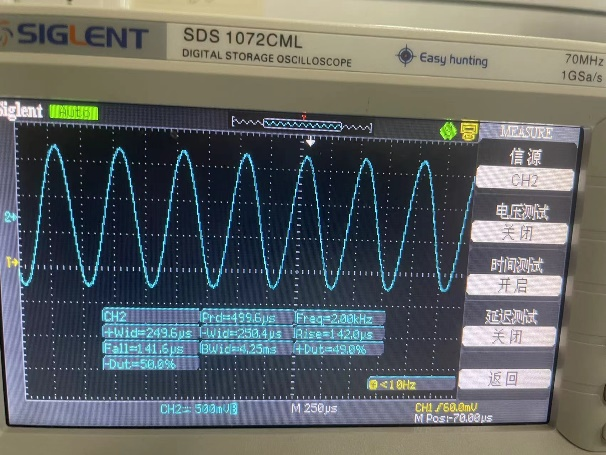 SIGLENT SDS 1072CML
DIGITAL STORAGE OSCILLOSCOPE
Easy hunting
70MHz
1GSa/s
Siglent
MEASURE
信源
CH2
电压测试
关闭
时间测试
开启
延迟测试
关闭
返回
2
T
CH2 Prd=499.6µs Freq=2.00kHz
+Wid=249.6µs -Wid=250.4µs Rise=142.0µs
Fall=141.6µs BWid=4.25ms +Dut=49.0%
-Dut=50.0%
<10Hz
CH2= 500mV M 250µs CH1 60.0mV
M Pos:-70.00µs